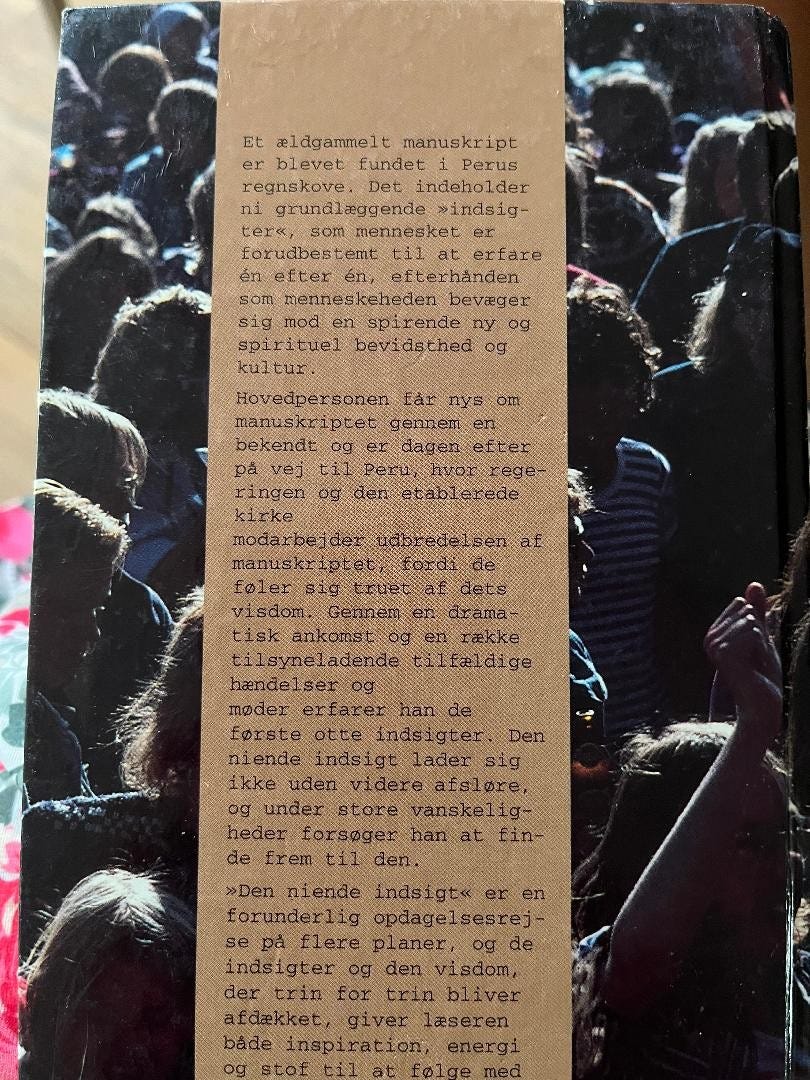 Et ældgammelt manuskript
er blevet fundet i Perus
regnskove. Det indeholder
ni grundlæggende »indsig-
ter«, som mennesket er
forudbestemt til at erfare
én efter én, efterhånden
som menneskeheden bevæger
sig mod en spirende ny og
spirituel bevidsthed og
kultur.
Hovedpersonen får nys om
manuskriptet gennem en
bekendt og er dagen efter
på vej til Peru, hvor rege-
ringen og den etablerede
kirke
modarbejder udbredelsen af
manuskriptet, fordi de
føler sig truet af dets
visdom. Gennem en drama-
tisk ankomst og en række
tilsyneladende tilfældige
hændelser og
møder erfarer han de
første otte indsigter. Den
niende indsigt lader sig
ikke uden videre afsløre,
og under store vanskelig-
heder forsøger han at fin-
de frem til den.
»Den niende indsigt« er en
forunderlig opdagelsesrej-
se på flere planer, og de
indsigter og den visdom,
der trin for trin bliver
afdækket, giver læseren
både inspiration, energi
og stof til at følge med